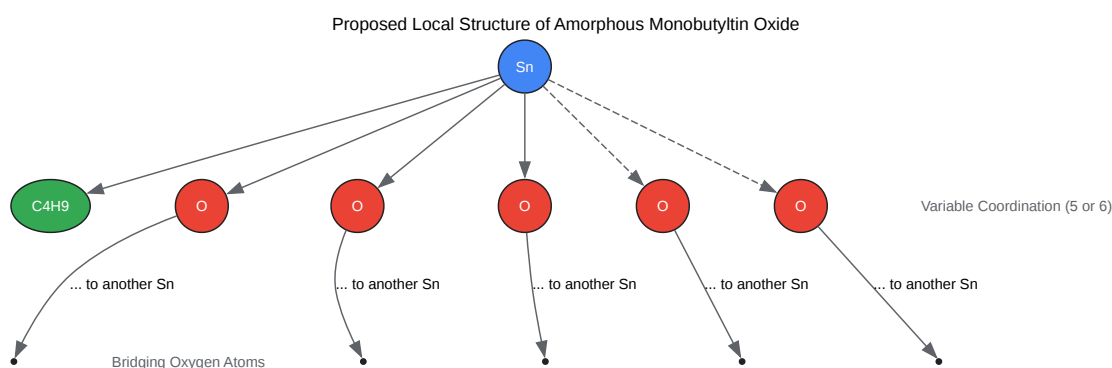 Proposed Local Structure of Amorphous Monobutyltin Oxide
Sn
C4H9
O
O
O
O
O
Variable Coordination (5 or 6)
... to another Sn
... to another Sn
... to another Sn
... to another Sn
... to another Sn
Bridging Oxygen Atoms